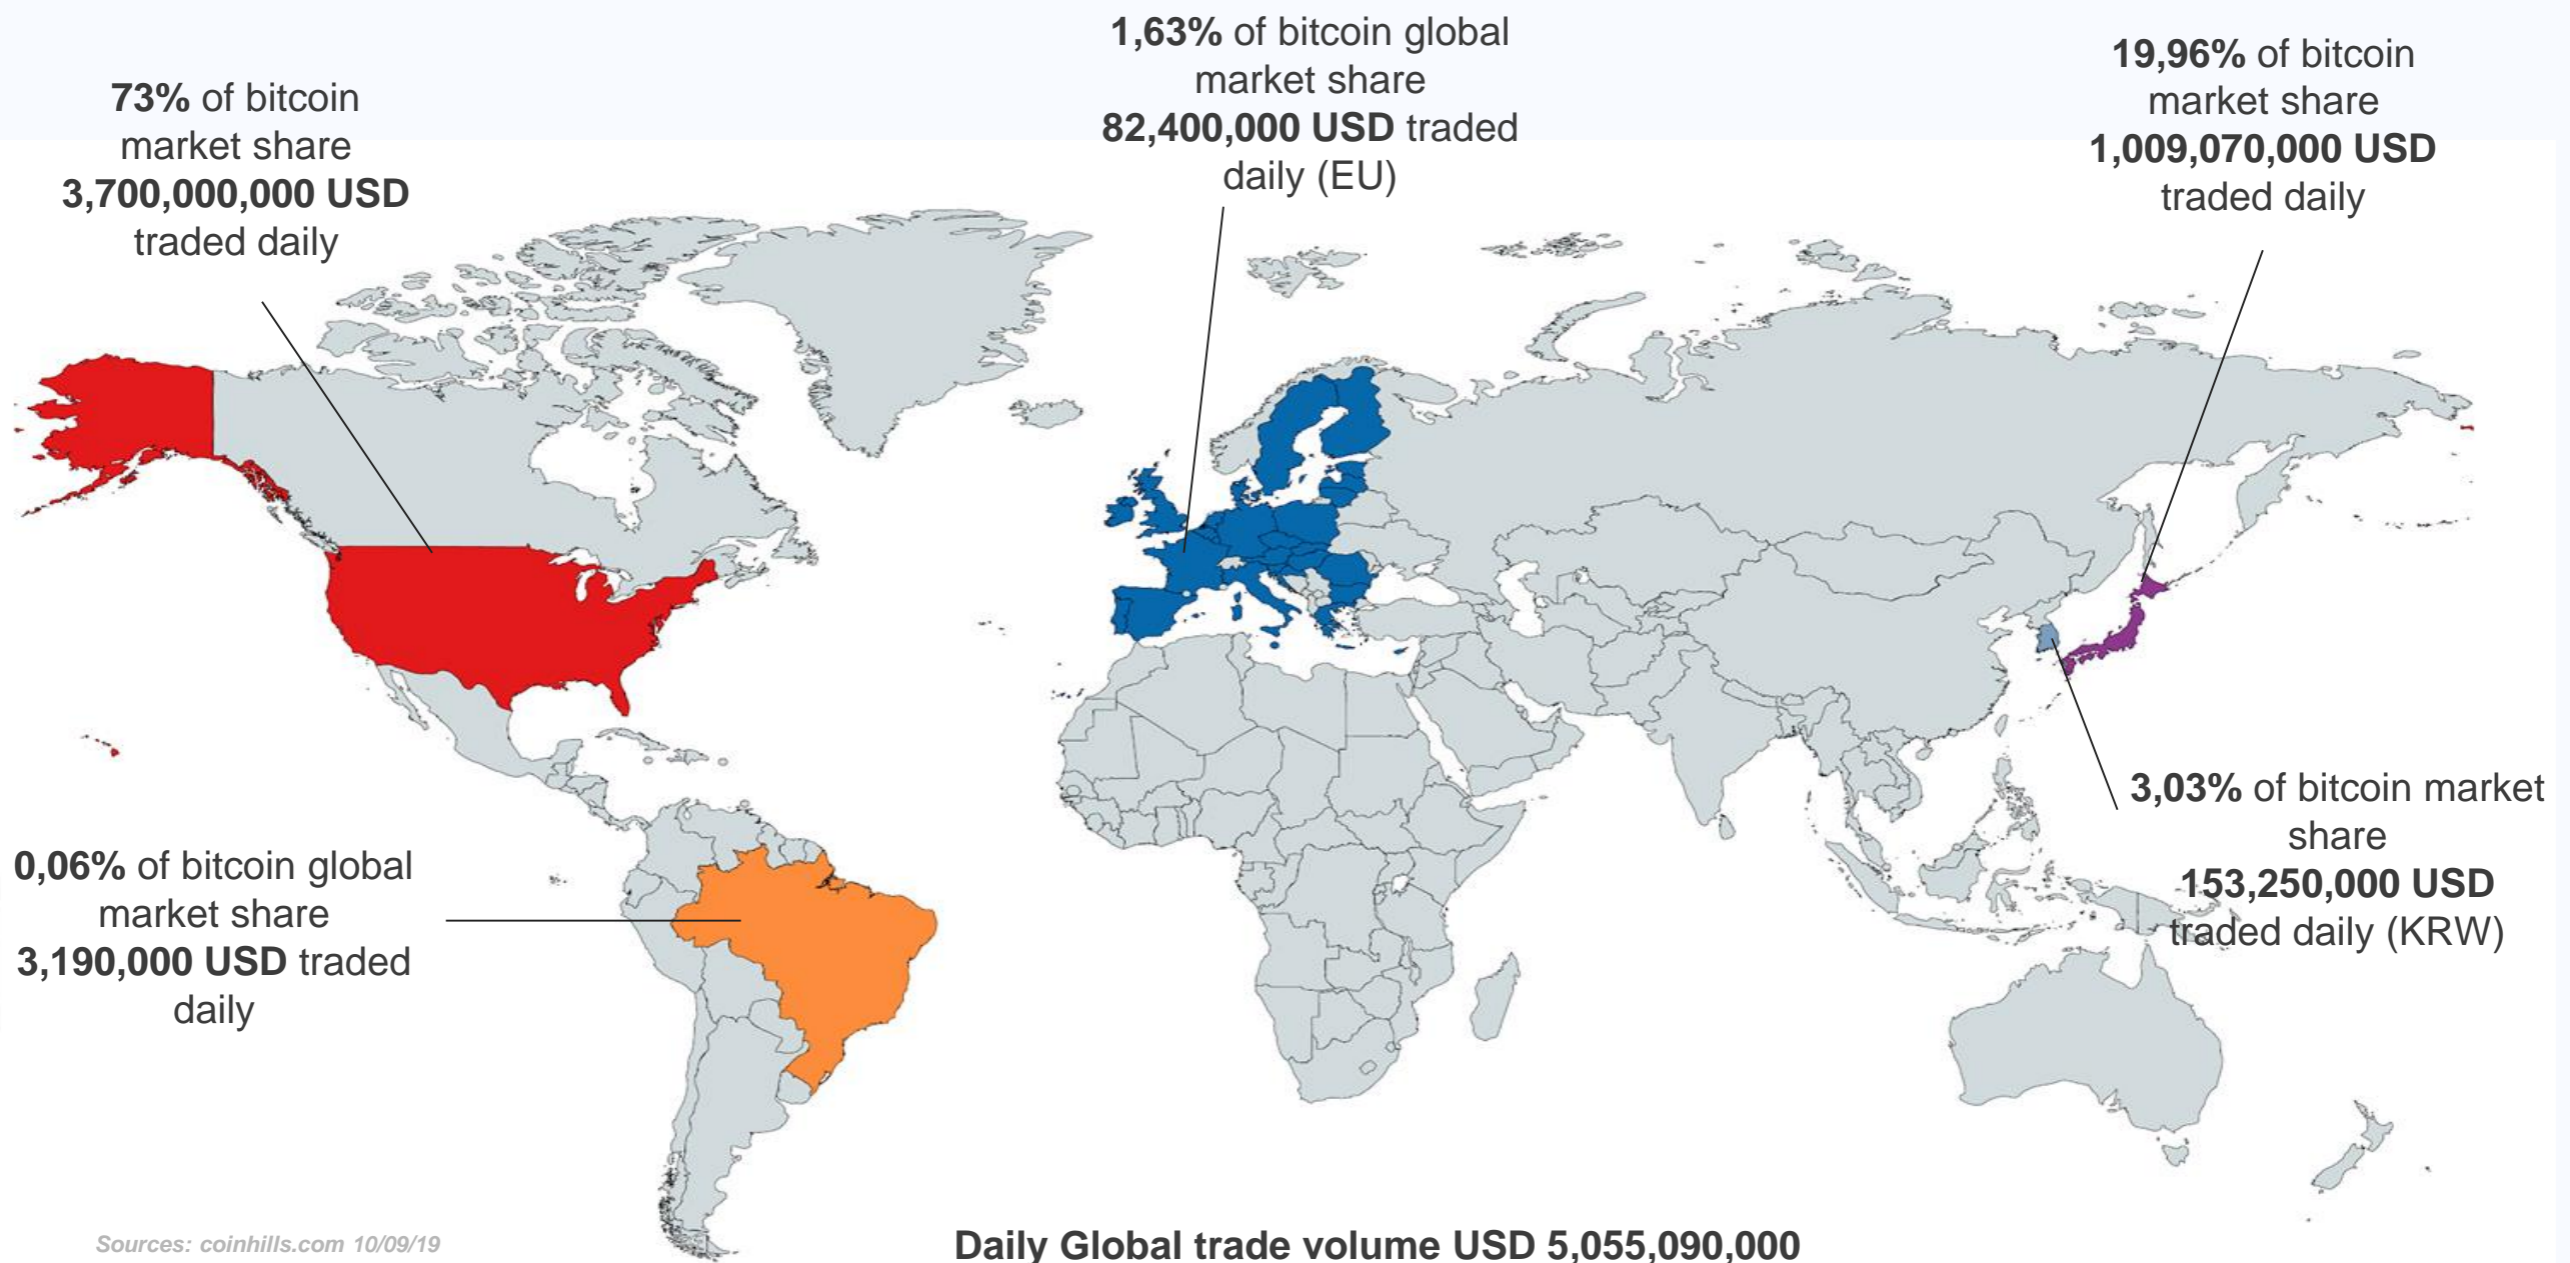 1,63% of bitcoin global
market share
82,400,000 USD traded
daily (EU)
19,96% of bitcoin
market share
1,009,070,000 USD
traded daily
73% of bitcoin
market share
3,700,000,000 USD
traded daily
3,03% of bitcoin market
share
153,250,000 USD
traded daily (KRW)
0,06% of bitcoin global
market share
3,190,000 USD traded
daily
Sources: coinhills.com 10/09/19
Daily Global trade volume USD 5,055,090,000